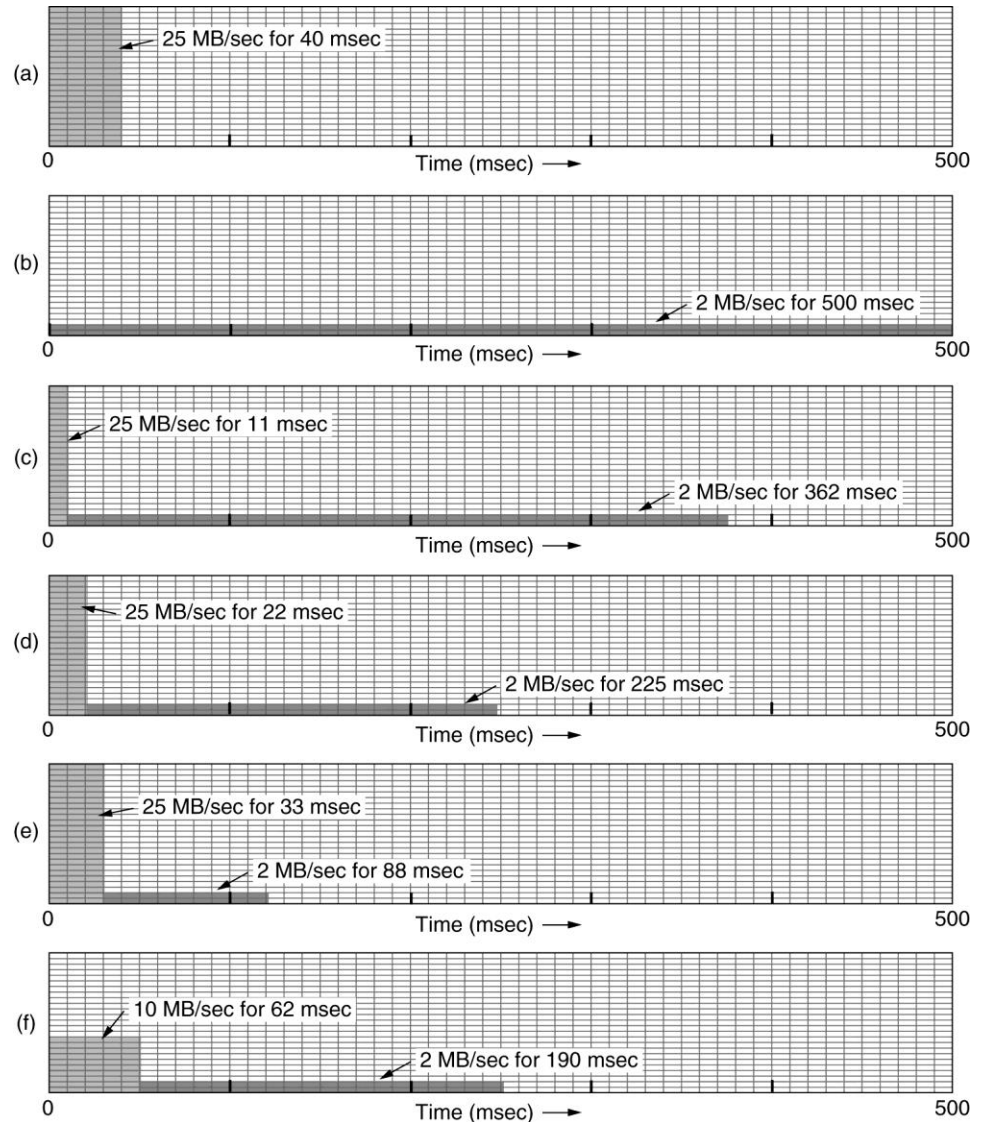 25 MB/sec for 40 msec
(a)
0 Time (msec) 500
(b)
2 MB/sec for 500 msec
0 Time (msec) 500
25 MB/sec for 11 msec
(c)
2 MB/sec for 362 msec
0 Time (msec) 500
25 MB/sec for 22 msec
(d)
2 MB/sec for 225 msec
0 Time (msec) 500
25 MB/sec for 33 msec
(e)
2 MB/sec for 88 msec
0 Time (msec) 500
10 MB/sec for 62 msec
(f)
2 MB/sec for 190 msec
0 Time (msec) 500